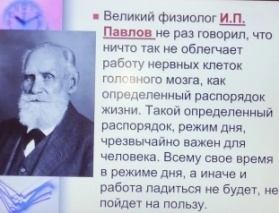 Великий физиолог И.П.
Павлов не раз говорил, что
ничто так не облегчает
работу нервных клеток
головного мозга, как
определенный распорядок
жизни. Такой определенный
распорядок, режим дня,
чрезвычайно важен для
человека. Всему свое время
в режиме дня, а иначе и
работа ладиться не будет, не
пойдет на пользу.